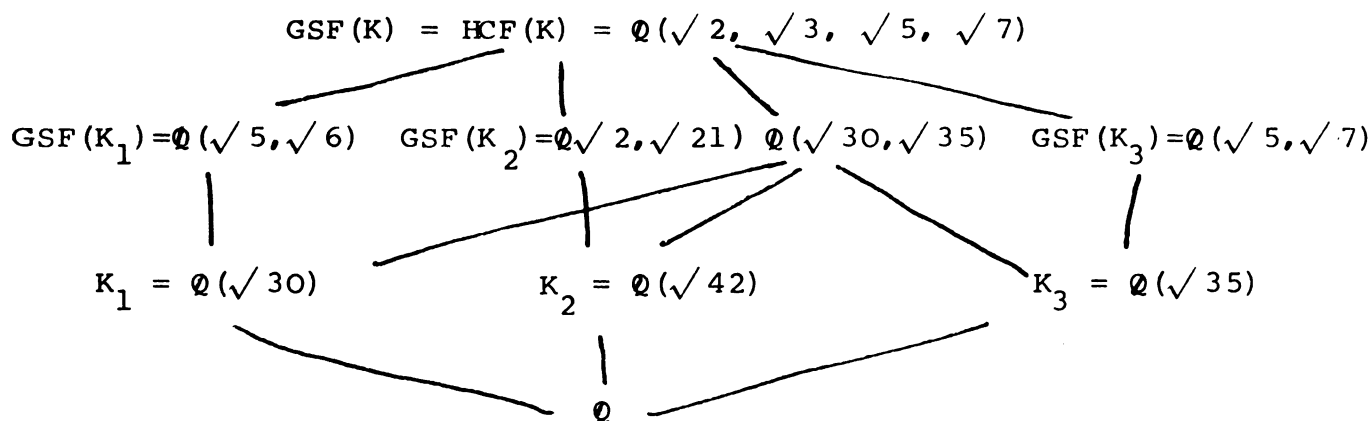 GSF(K) = HCF(K) = Q(√2, √3, √5, √7)
GSF(K₁)=Q(√5,√6) GSF(K₂)=Q√2,√21) Q(√30,√35) GSF(K₃)=Q(√5,√7)
K₁ = Q(√30) K₂ = Q(√42) K₃ = Q(√35)
Q